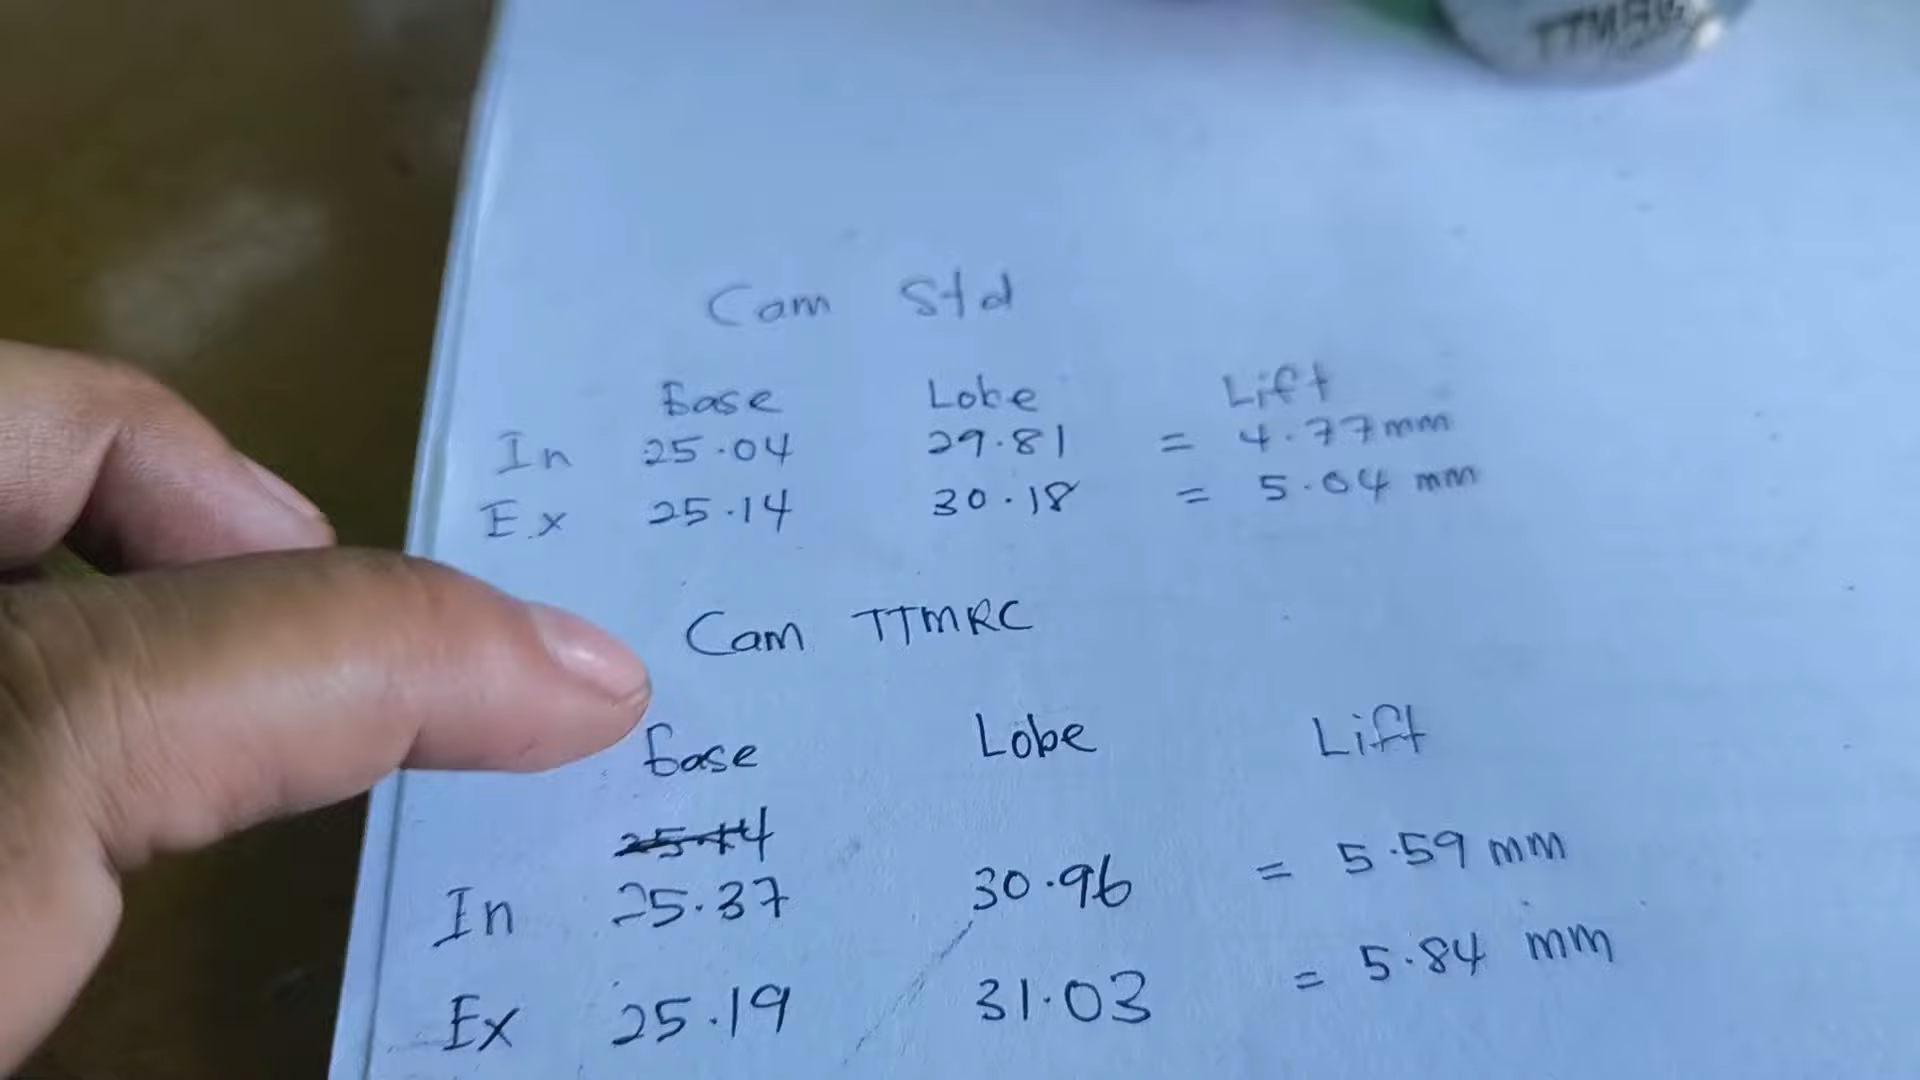 TTMRC
Cam Std
Base Lobe Lift
In 25.04 29.81 = 4.77mm
Ex 25.14 30.18 = 5.04 mm
Cam TTMRC
Base Lobe Lift
25.14
In 25.37 30.96 = 5.59 mm
Ex 25.19 31.03 = 5.84 mm